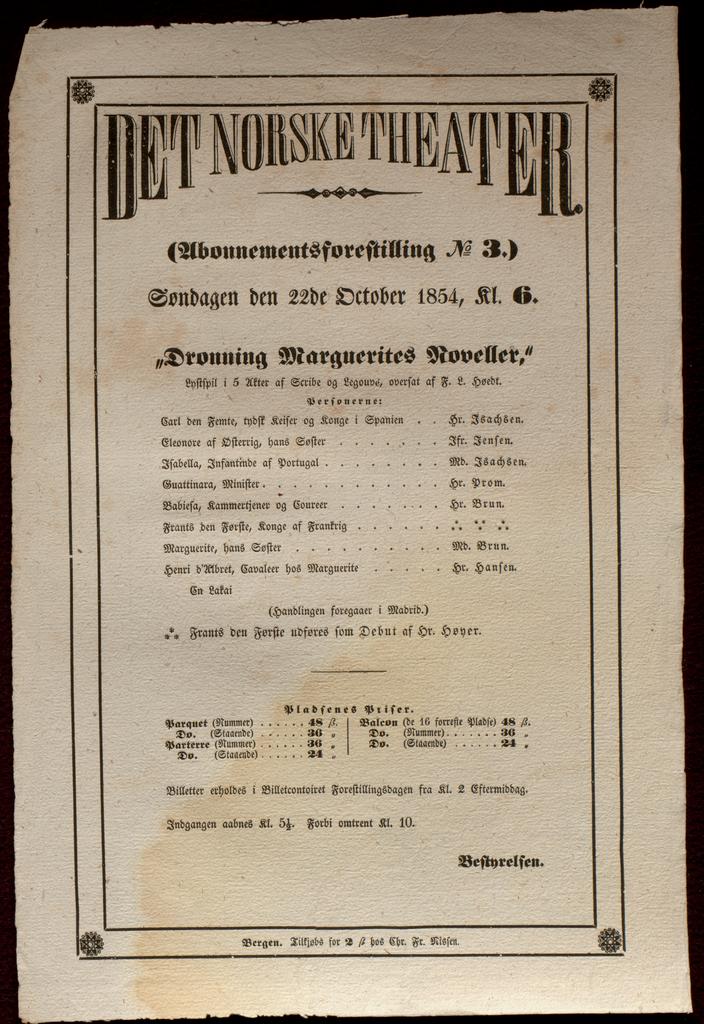 DET NORSKE THEATER.
(Abonnementsforestilling № 3.)
Søndagen den 22de October 1854, Kl. 6.
„Dronning Marguerites Noveller,“
Lystspil i 5 Akter af Scribe og Legouvé, oversat af F. L. Høedt.
Personerne:
Carl den Femte, tydsk Keiser og Konge i Spanien . . Hr. Isachsen.
Eleonore af Østerrig, hans Søster . . . . . . . Jfr. Jensen.
Isabella, Infantinde af Portugal . . . . . . . . . Md. Isachsen.
Guattinara, Minister . . . . . . . . . . . . Hr. Prom.
Babiesa, Kammertjener og Coureer . . . . . . . Hr. Brun.
Frants den Første, Konge af Frankrig . . . . . . ⁂ ⁂ ⁂
Marguerite, hans Søster . . . . . . . . . . Md. Brun.
Henri d'Albret, Cavaleer hos Marguerite . . . . . Hr. Hansen.
En Lakai
(Handlingen foregaaer i Madrid.)
⁂ Frants den Første udføres som Debut af Hr. Høyer.
Pladsenes Priser.
Parquet (Nummer) . . . . . . 48 ß. Balcon (de 16 forreste Pladse) 48 ß.
Do. (Staaende) . . . . . . 36 „ Do. (Nummer) . . . . . . . 36 „
Parterre (Nummer) . . . . . . 36 „ Do. (Staaende) . . . . . . . 24 „
Do. (Staaende) . . . . . . 24 „
Billetter erholdes i Billetcontoiret Forestillingsdagen fra Kl. 2 Eftermiddag.
Indgangen aabnes Kl. 5½. Forbi omtrent Kl. 10.
Bestyrelsen.
Bergen. Tilkjøbs for 2 ß hos Chr. Fr. Nissen.